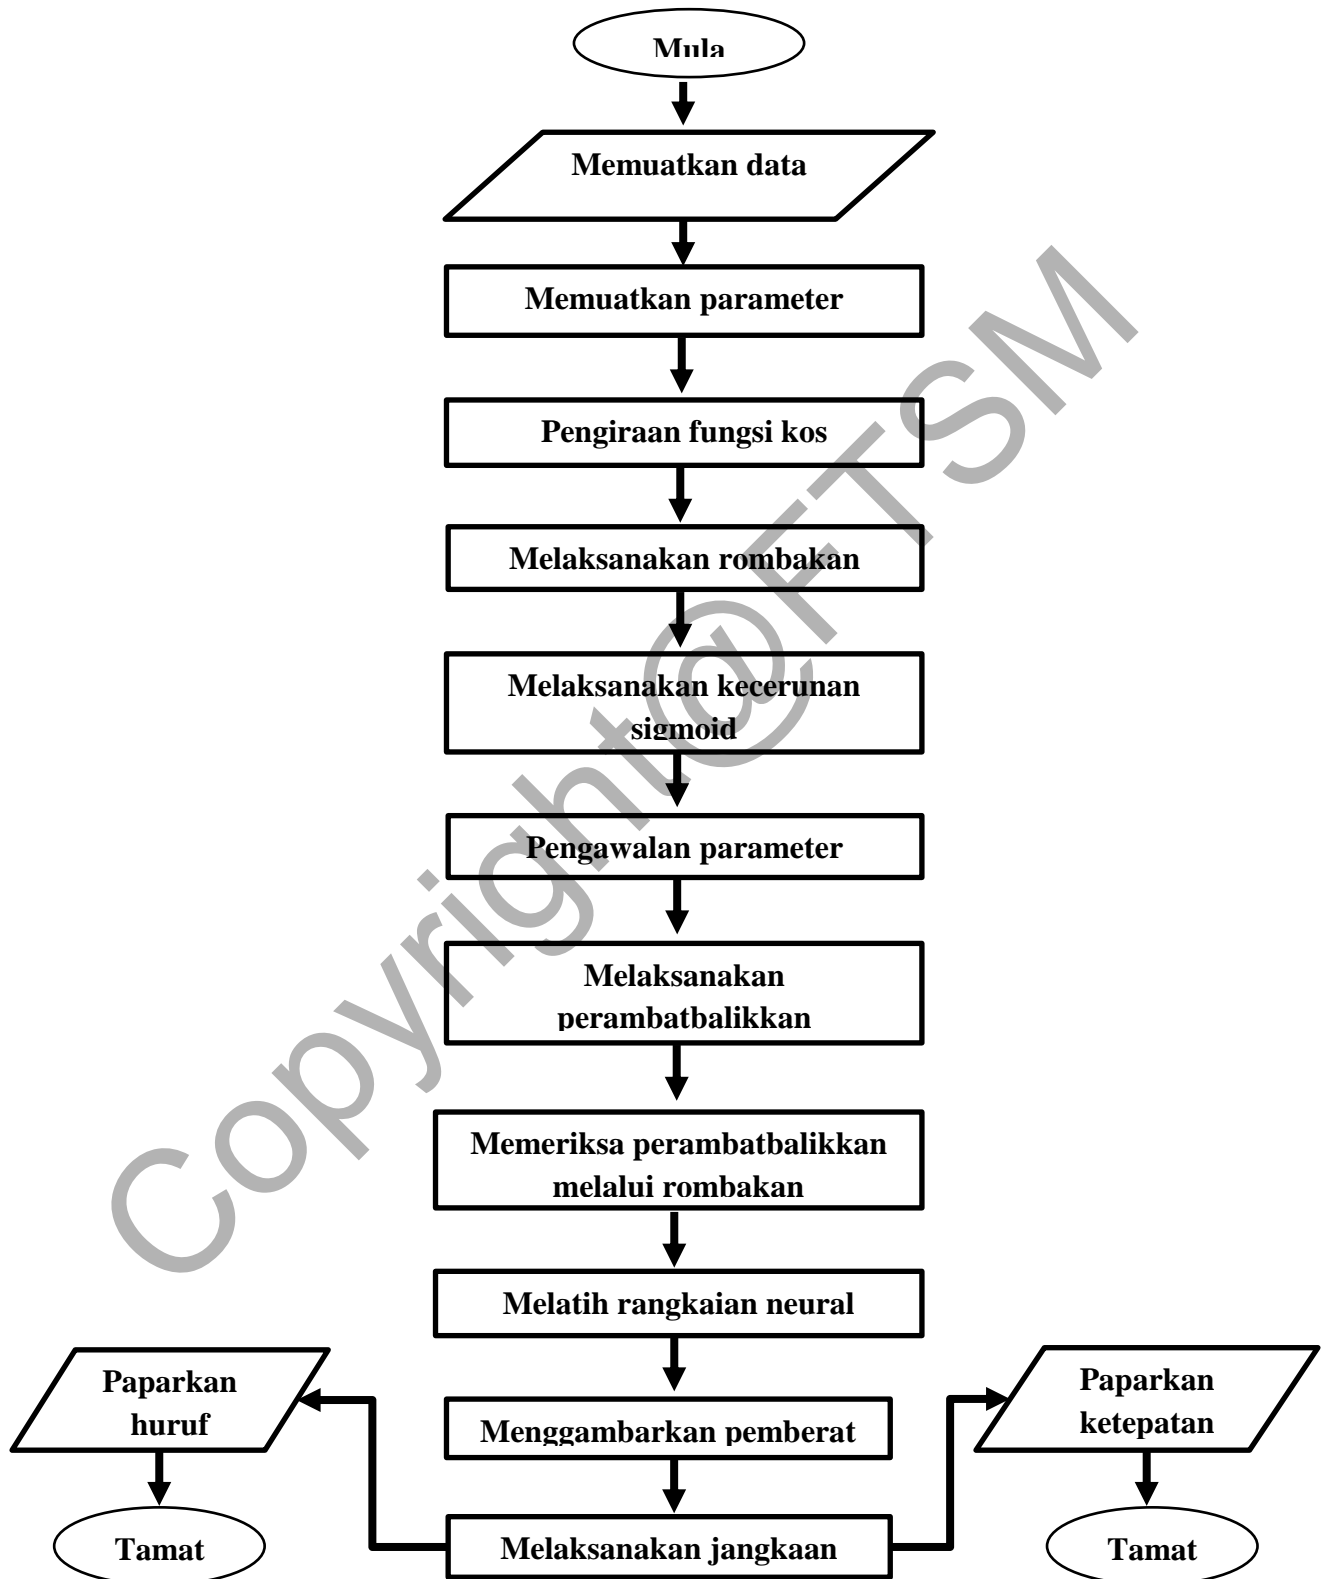 Mula
Memuatkan data
Memuatkan parameter
Pengiraan fungsi kos
Melaksanakan rombakan
Melaksanakan kecerunan
sigmoid
Pengawalan parameter
Melaksanakan
perambatbalikkan
Memeriksa perambatbalikkan
melalui rombakan
Melatih rangkaian neural
Menggambarkan pemberat
Melaksanakan jangkaan
Paparkan
huruf
Tamat
Paparkan
ketepatan
Tamat
Copyright@FTSM